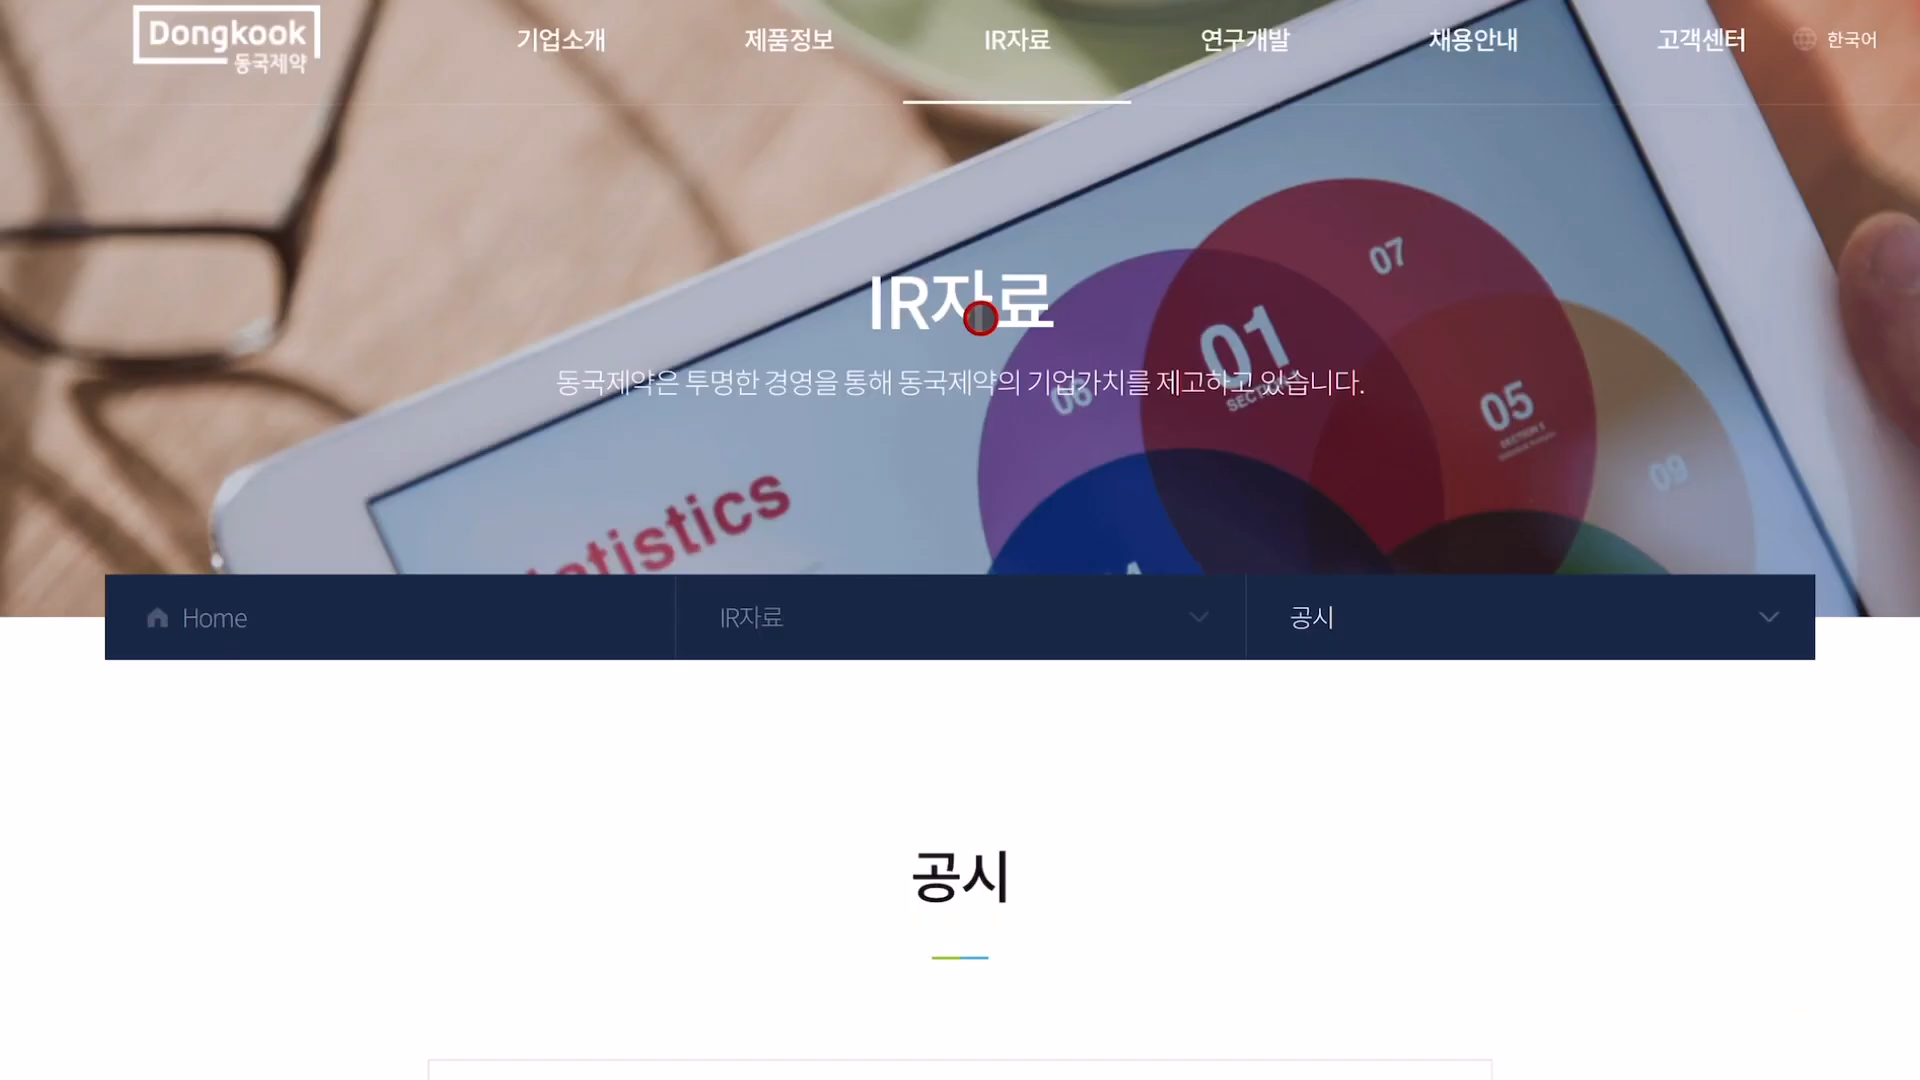 Dongkook
동국제약
기업소개
제품정보
IR자료
연구개발
채용안내
고객센터
한국어
IR자료
동국제약은 투명한 경영을 통해 동국제약의 기업가치를 제고하고 있습니다.
07
01
06
05
SECTION 5
09
Home
IR자료
공시
공시